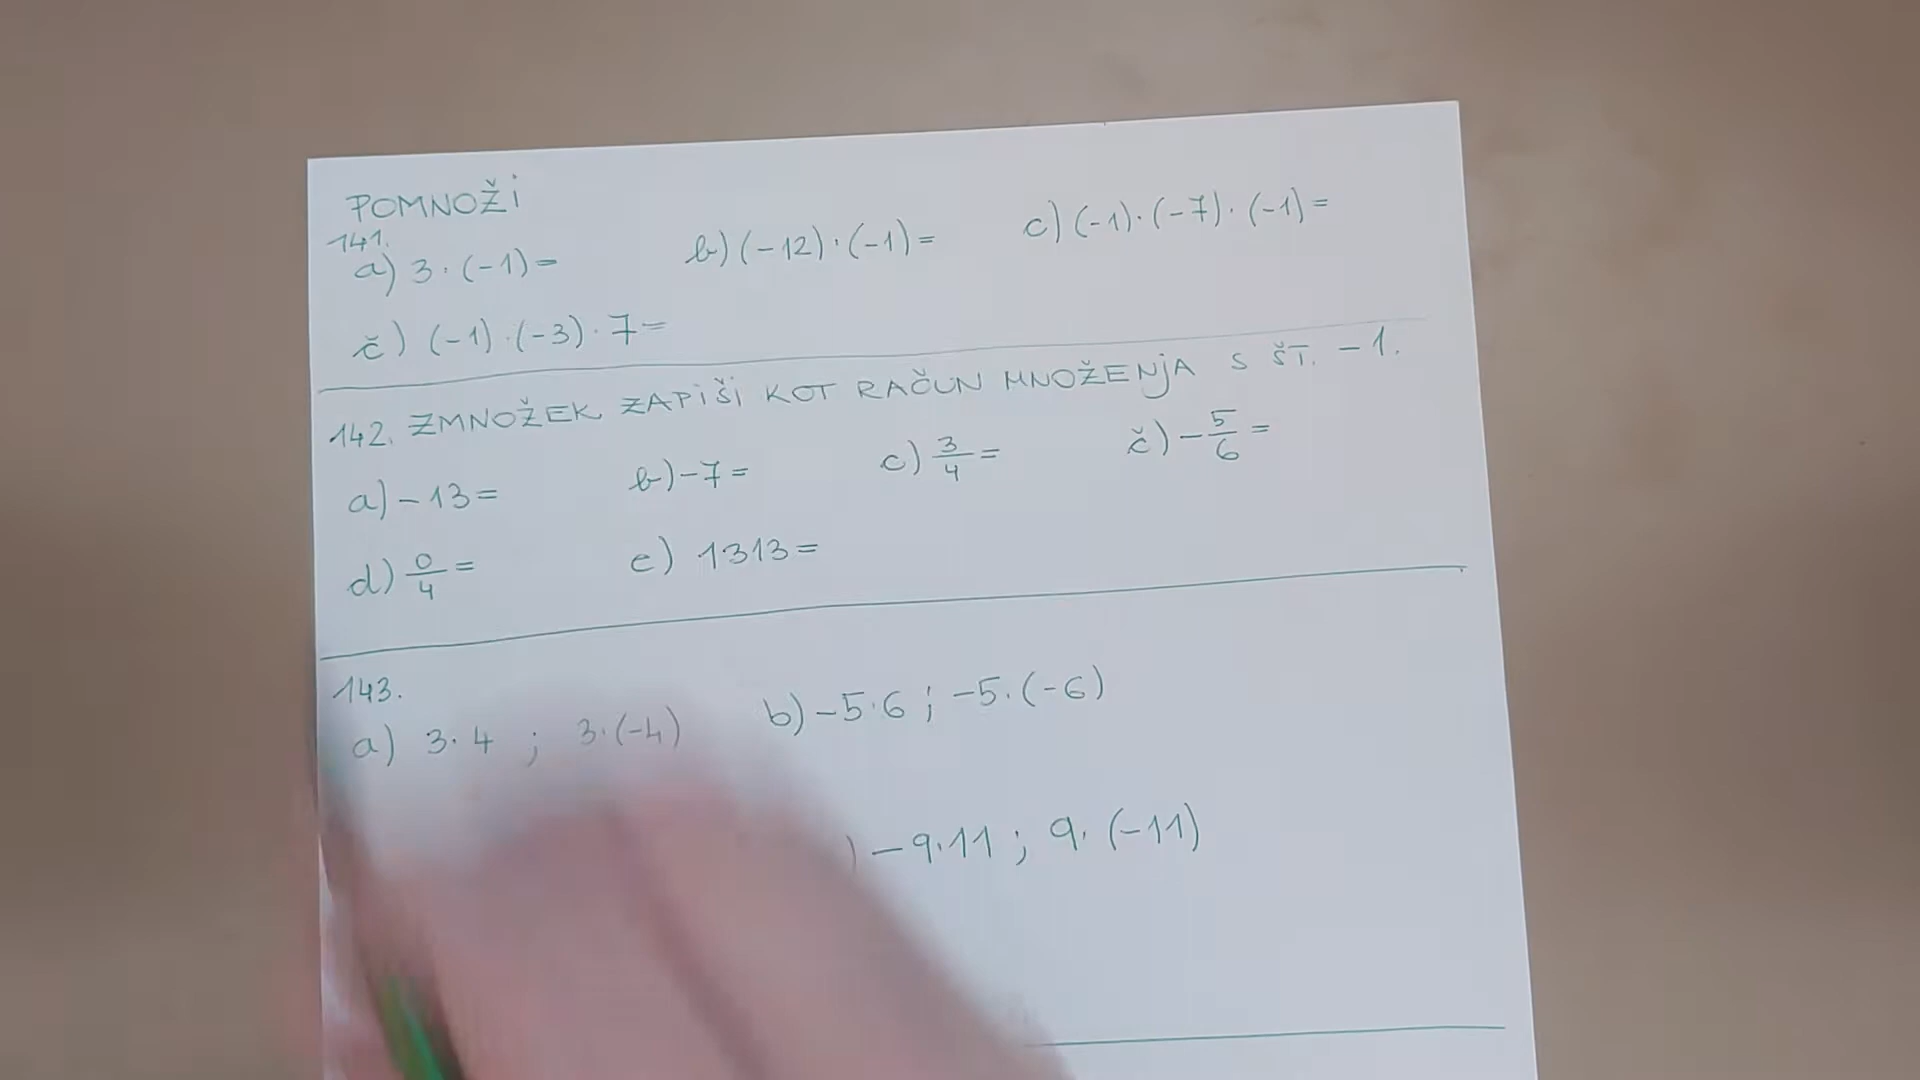 POMNOŽI
141.
a) 3·(-1)= b) (-12)·(-1)= c) (-1)·(-7)·(-1)=
č) (-1)·(-3)·7=
142. ZMNOŽEK ZAPIŠI KOT RAČUN MNOŽENJA S ŠT. -1.
a) -13= b) -7= c) 3/4= č) -5/6=
d) 0/4= e) 1313=
143.
a) 3·4 ; 3·(-4) b) -5·6 ; -5·(-6)
) -9·11 ; 9·(-11)